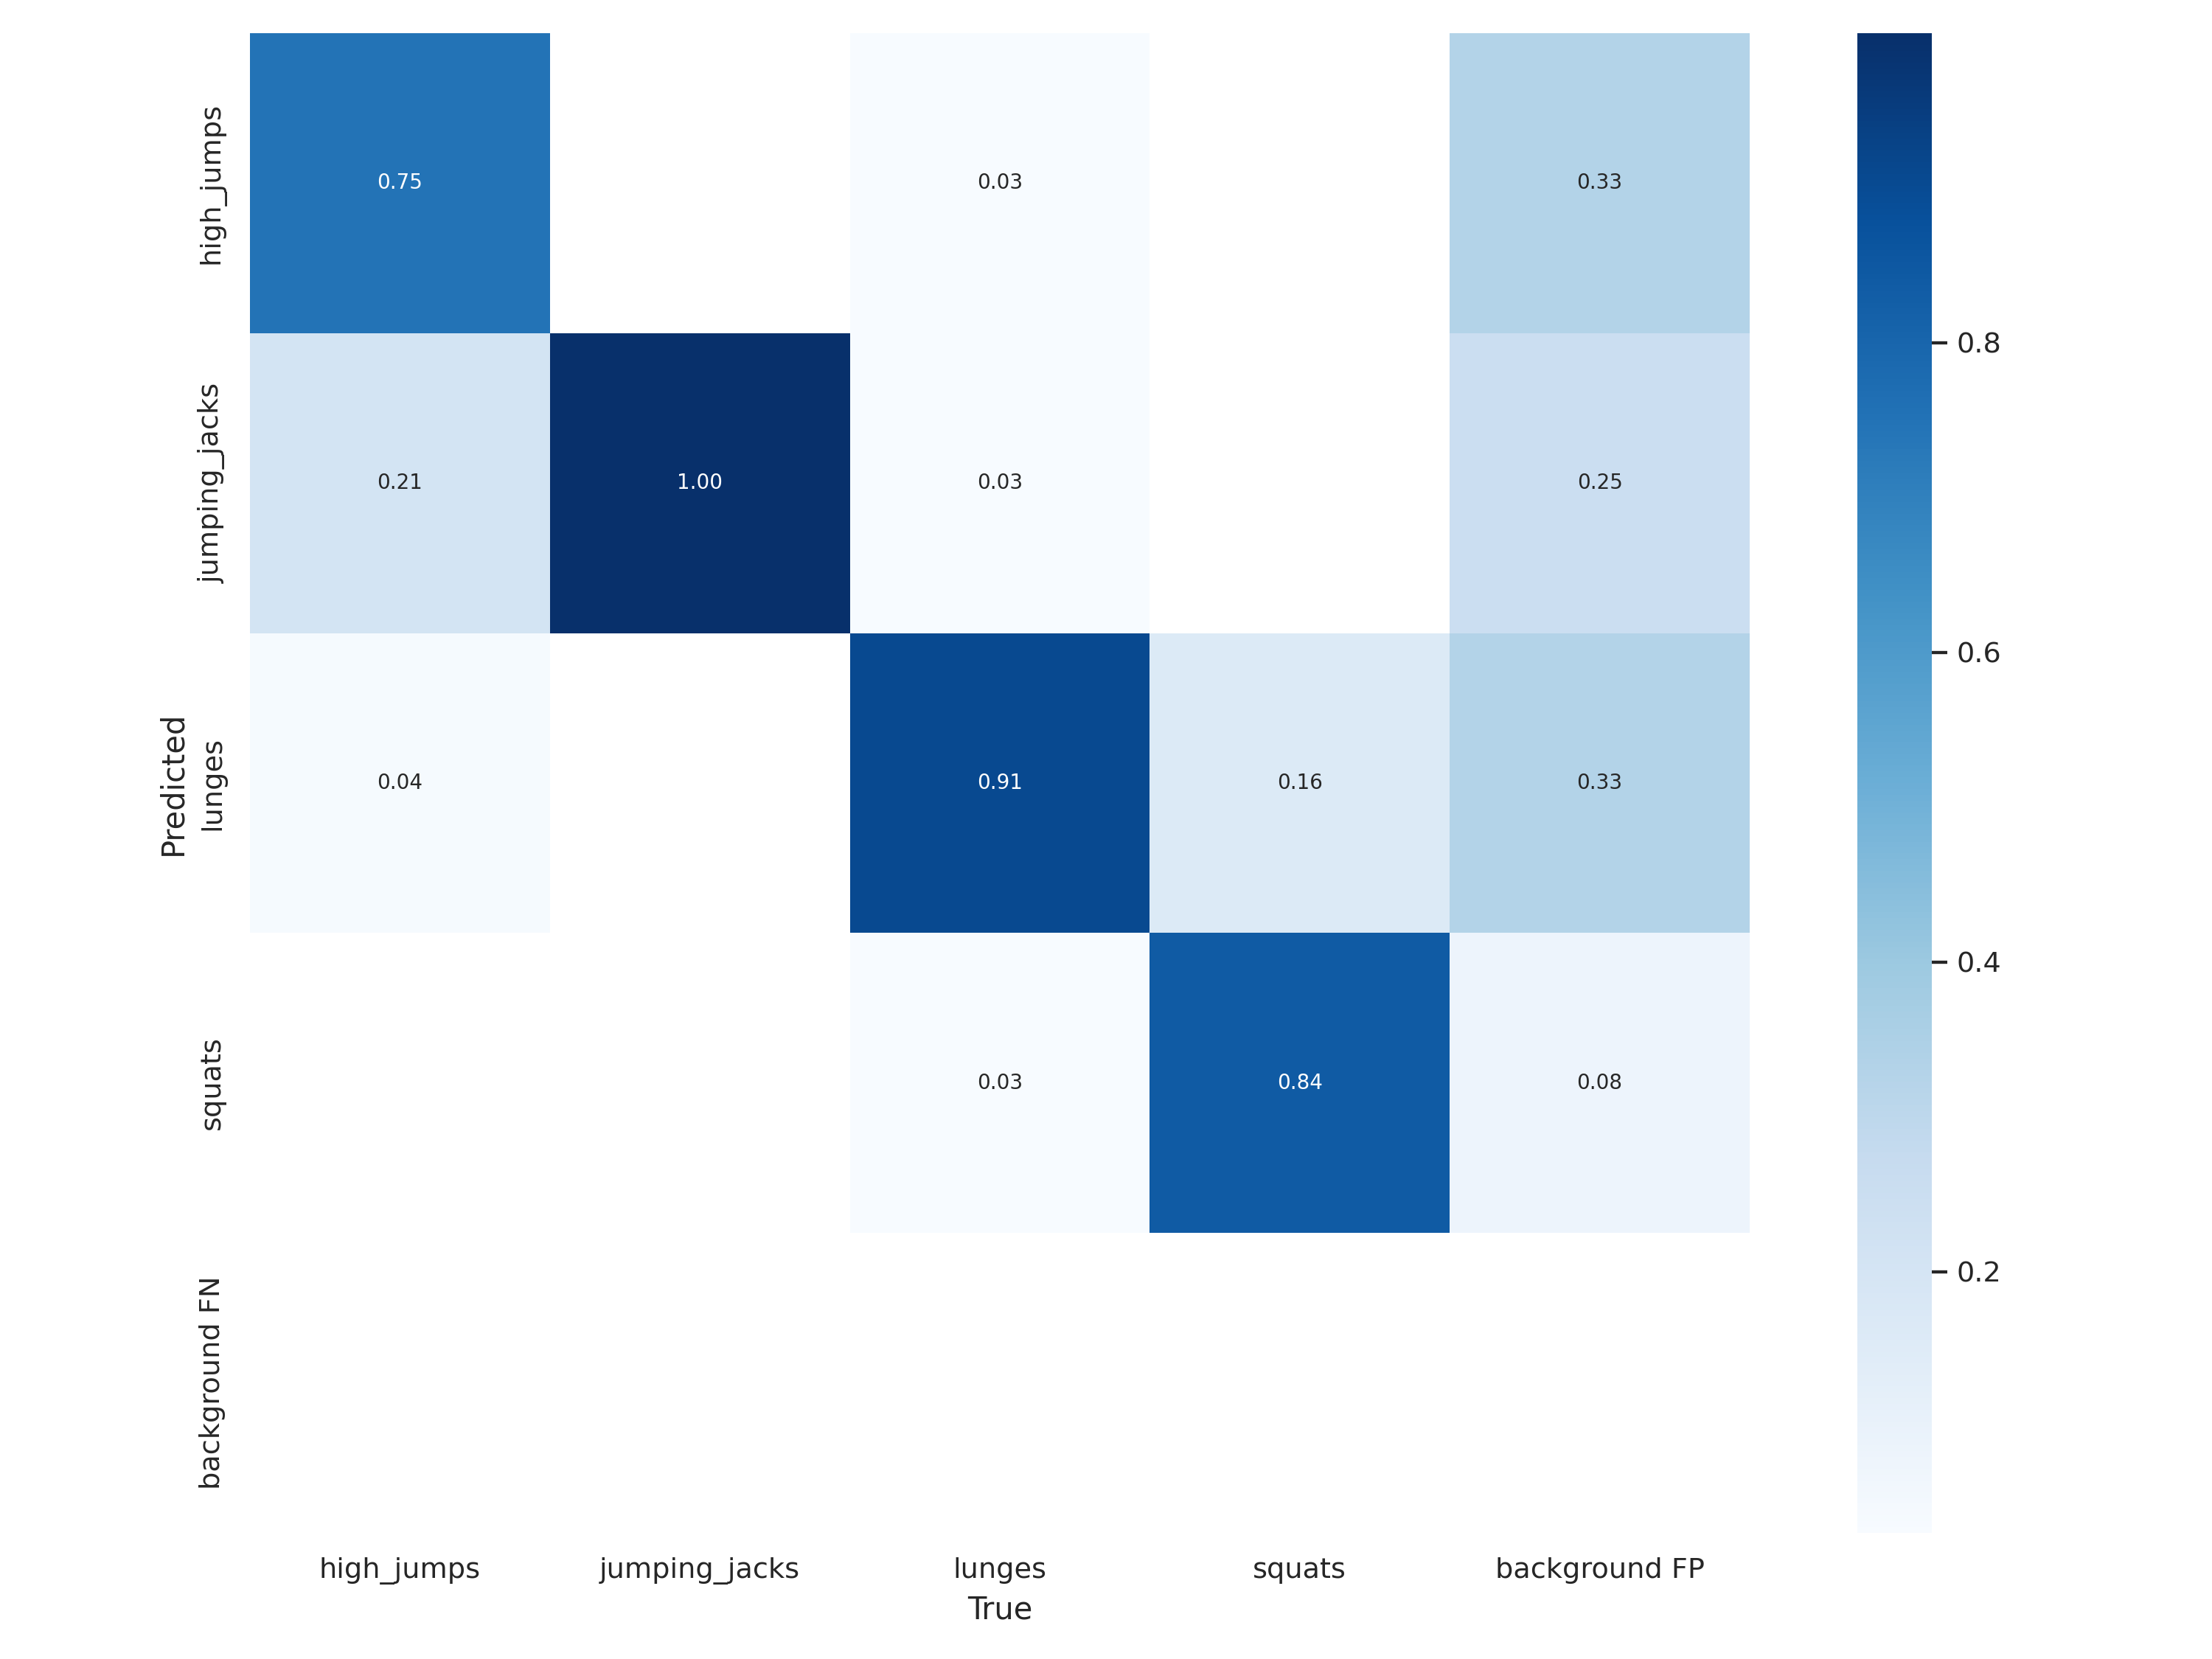 high_jumps
0.75
0.03
0.33
jumping_jacks
0.21
1.00
0.03
0.25
0.8
Predicted
lunges
0.04
0.91
0.16
0.33
0.6
squats
0.03
0.84
0.08
0.4
background FN
0.2
high_jumps
jumping_jacks
lunges
squats
background FP
True